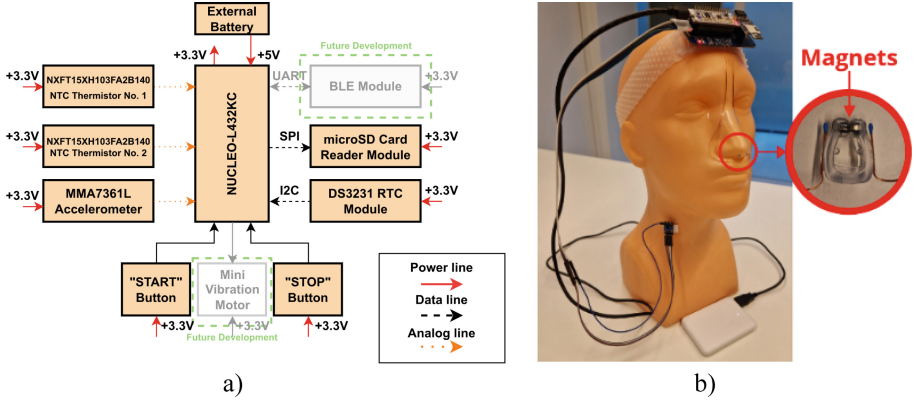 External
Battery
+3.3V
+5V
Future Development
+3.3V
NXFT15XH103FA2B140
NTC Thermistor No. 1
UART
BLE Module
+3.3V
+3.3V
NXFT15XH103FA2B140
NTC Thermistor No. 2
NUCLEO-L432KC
SPI
microSD Card
Reader Module
+3.3V
+3.3V
MMA7361L
Accelerometer
I2C
DS3231 RTC
Module
+3.3V
"START"
Button
Mini
Vibration
Motor
"STOP"
Button
+3.3V
+3.3V
+3.3V
Future Development
Power line
Data line
Analog line
Magnets
a)
b)